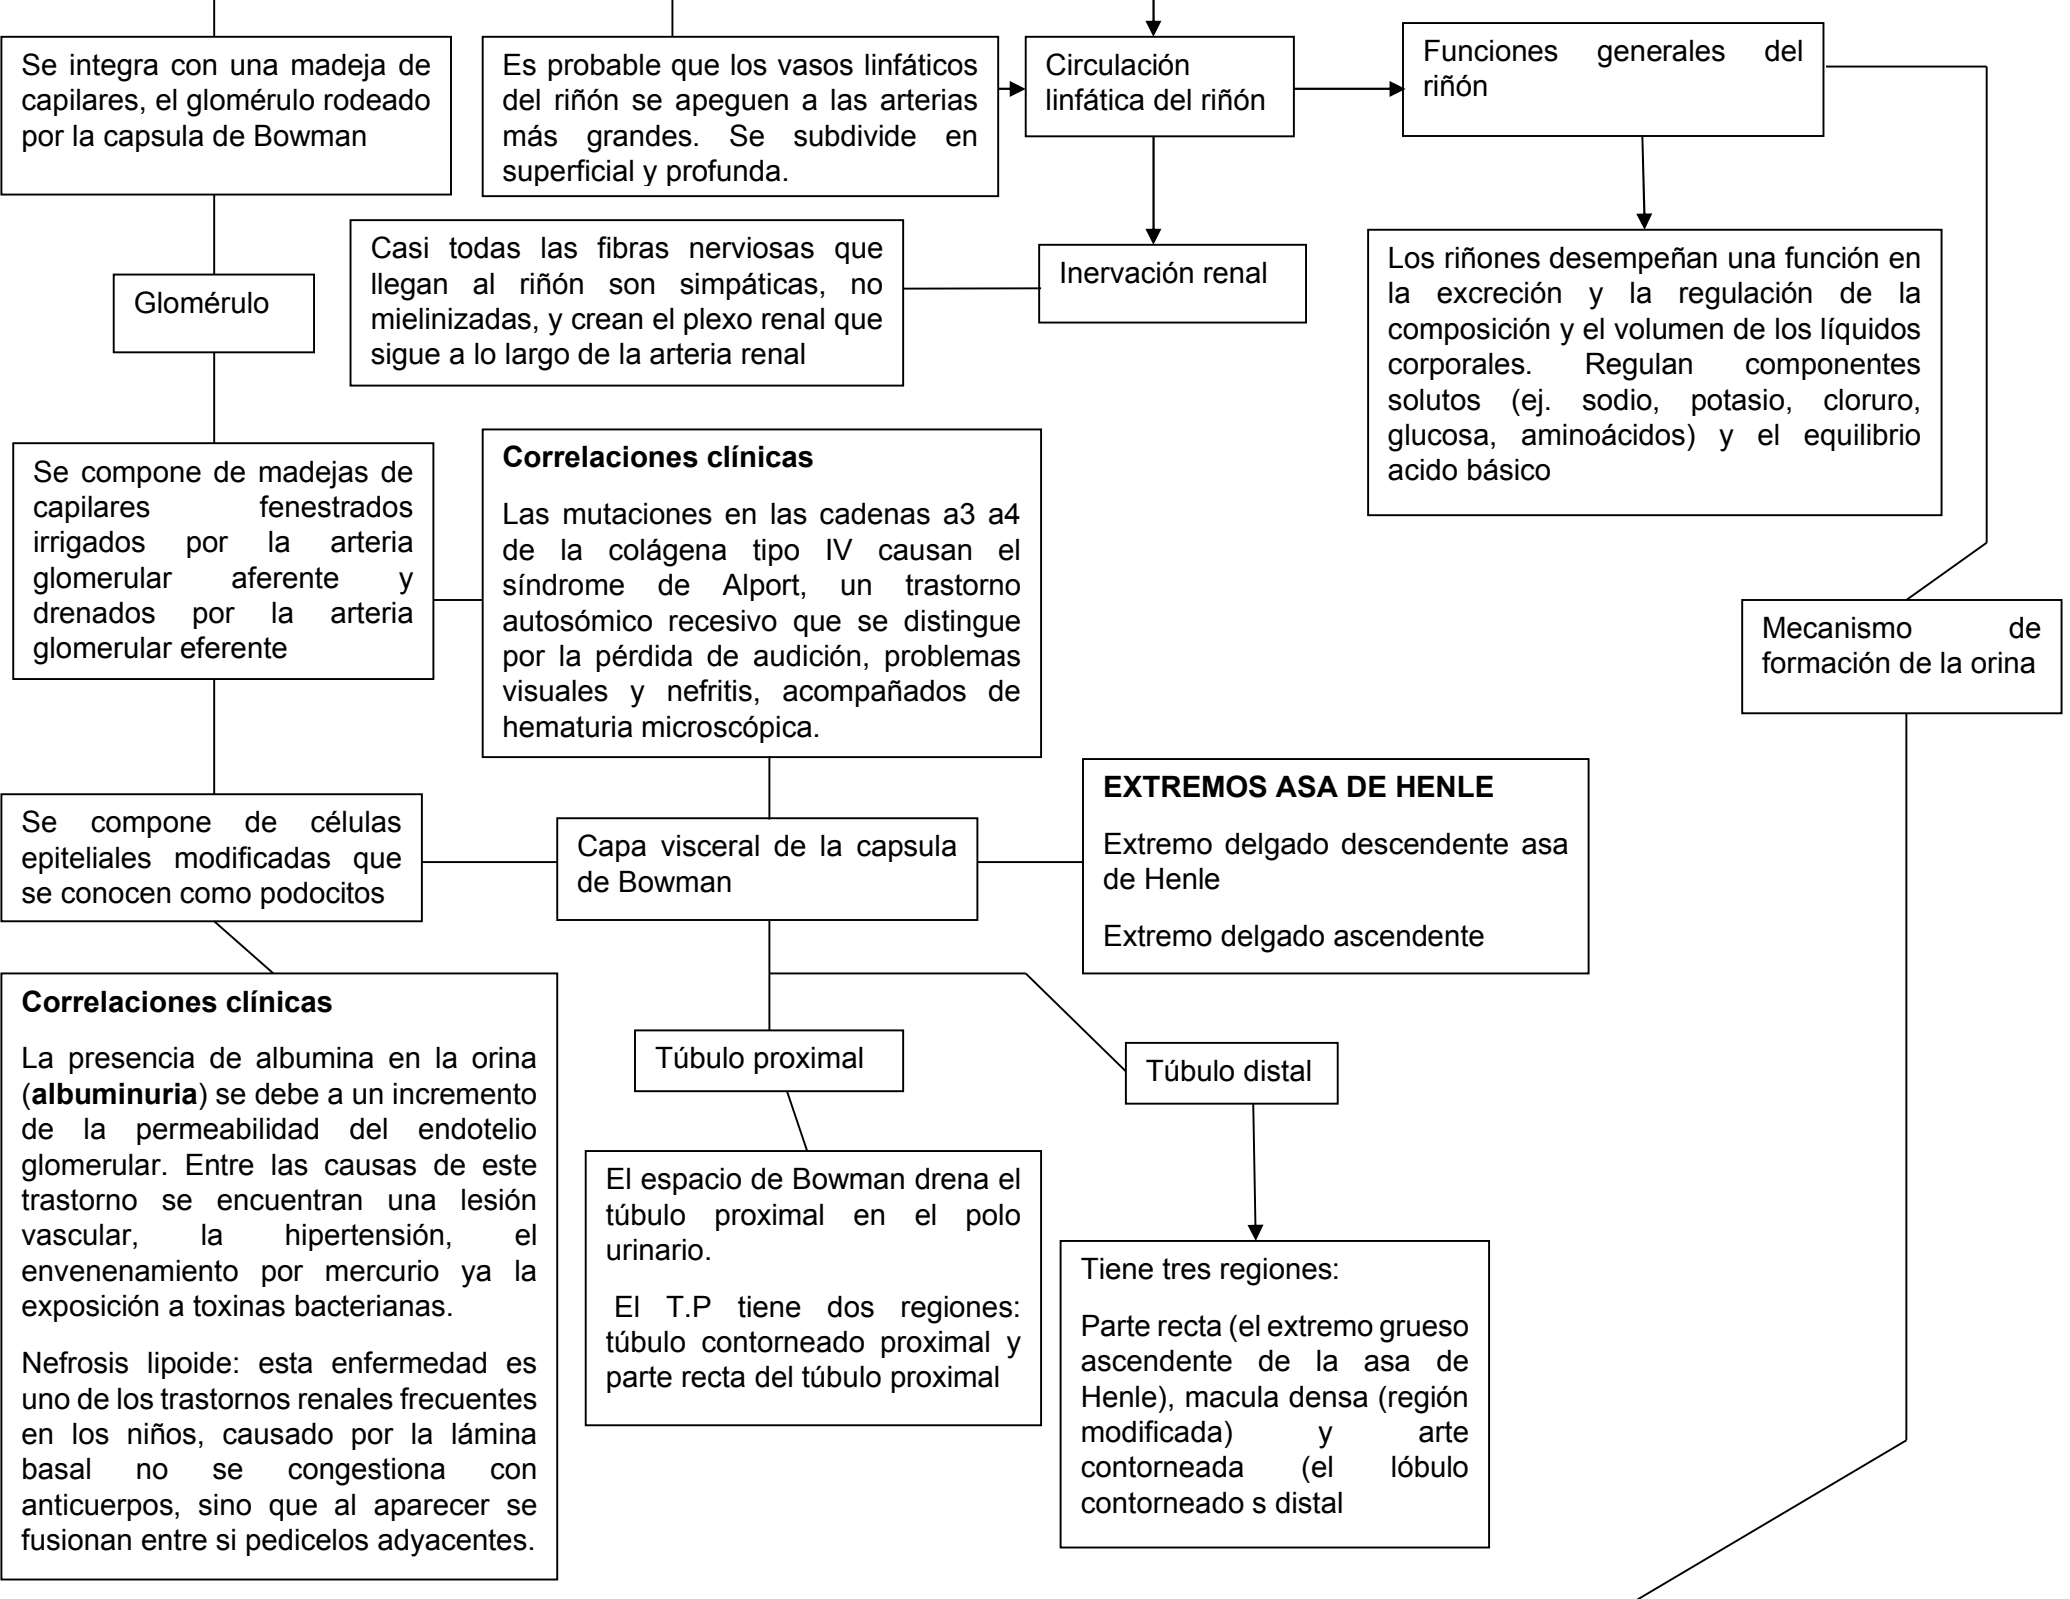 Se integra con una madeja de
capilares, el glomérulo rodeado
por la capsula de Bowman
Es probable que los vasos linfáticos
del riñón se apeguen a las arterias
más grandes. Se subdivide en
superficial y profunda.
Circulación
linfática del riñón
Funciones generales del
riñón
Casi todas las fibras nerviosas que
llegan al riñón son simpáticas, no
mielinizadas, y crean el plexo renal que
sigue a lo largo de la arteria renal
Inervación renal
Los riñones desempeñan una función en
la excreción y la regulación de la
composición y el volumen de los líquidos
corporales. Regulan componentes
solutos (ej. sodio, potasio, cloruro,
glucosa, aminoácidos) y el equilibrio
acido básico
Glomérulo
Se compone de madejas de
capilares fenestrados
irrigados por la arteria
glomerular aferente y
drenados por la arteria
glomerular eferente
Correlaciones clínicas
Las mutaciones en las cadenas a3 a4
de la colágena tipo IV causan el
síndrome de Alport, un trastorno
autosómico recesivo que se distingue
por la pérdida de audición, problemas
visuales y nefritis, acompañados de
hematuria microscópica.
Mecanismo de
formación de la orina
Se compone de células
epiteliales modificadas que
se conocen como podocitos
Capa visceral de la capsula
de Bowman
EXTREMOS ASA DE HENLE
Extremo delgado descendente asa
de Henle
Extremo delgado ascendente
Correlaciones clínicas
La presencia de albumina en la orina
(albuminuria) se debe a un incremento
de la permeabilidad del endotelio
glomerular. Entre las causas de este
trastorno se encuentran una lesión
vascular, la hipertensión, el
envenenamiento por mercurio ya la
exposición a toxinas bacterianas.
Nefrosis lipoide: esta enfermedad es
uno de los trastornos renales frecuentes
en los niños, causado por la lámina
basal no se congestiona con
anticuerpos, sino que al aparecer se
fusionan entre si pedicelos adyacentes.
Túbulo proximal
Túbulo distal
El espacio de Bowman drena el
túbulo proximal en el polo
urinario.
El T.P tiene dos regiones:
túbulo contorneado proximal y
parte recta del túbulo proximal
Tiene tres regiones:
Parte recta (el extremo grueso
ascendente de la asa de
Henle), macula densa (región
modificada) y arte
contorneada (el lóbulo
contorneado s distal